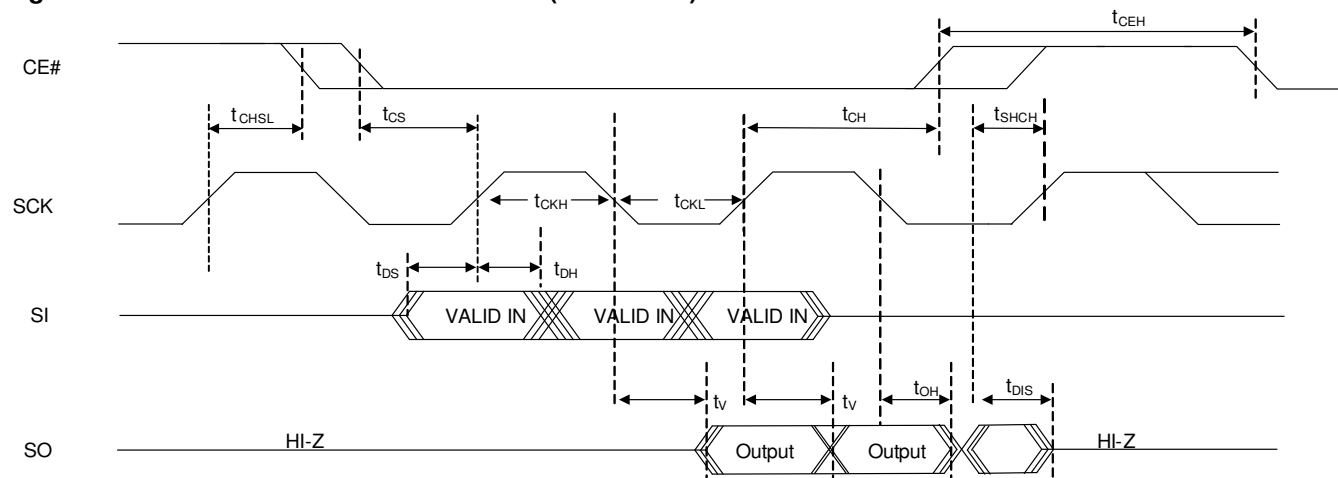 tCEH
CE#
tCHSL
tCS
tCH
tSHCH
SCK
tCKH
tCKL
tDS
tDH
SI
VALID IN
VALID IN
VALID IN
tV
tV
tOH
tDIS
SO
HI-Z
Output
Output
HI-Z